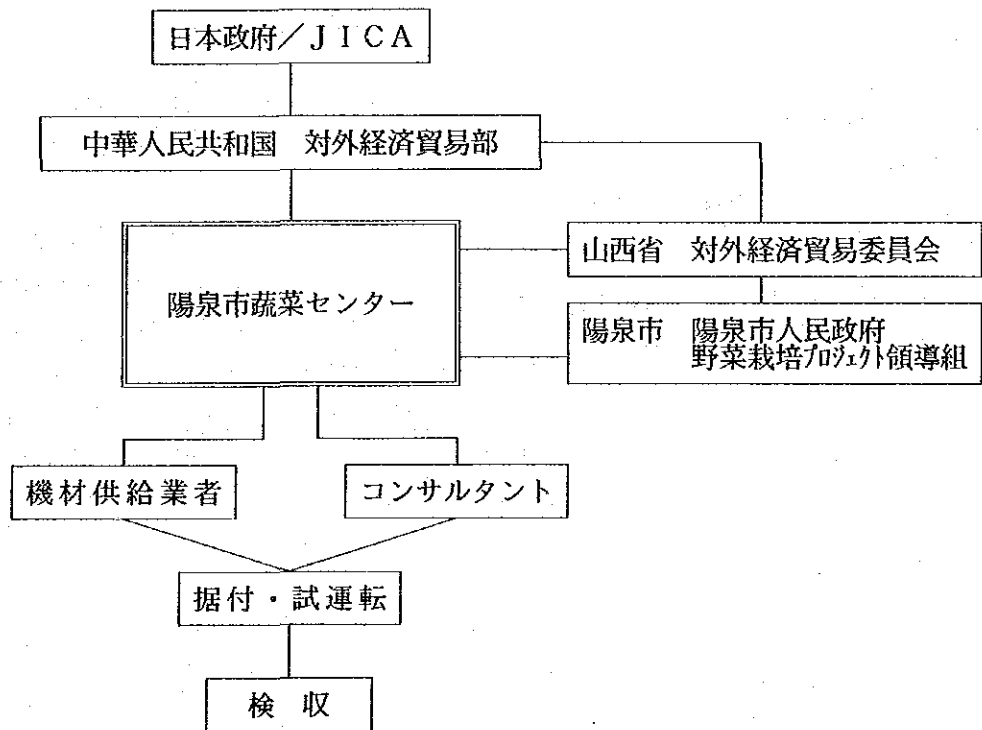 日本政府／ＪＩＣＡ
中華人民共和国　対外経済貿易部
山西省　対外経済貿易委員会
陽泉市蔬菜センター
陽泉市　陽泉市人民政府
野菜栽培ﾌﾟﾛｼﾞｪｸﾄ領導組
機材供給業者
コンサルタント
据付・試運転
検　収